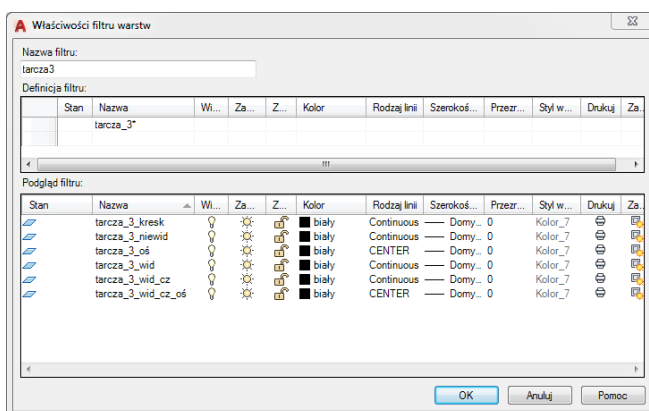 A Właściwości filtru warstw
Nazwa filtru:
tarcza3
Definicja filtru:
Stan Nazwa Wi... Za... Z... Kolor Rodzaj linii Szerokoś... Przezr... Styl w... Drukuj Za.
tarcza_3*
Podgląd filtru:
Stan Nazwa Wi... Za... Z... Kolor Rodzaj linii Szerokoś... Przezr... Styl w... Drukuj Za.
tarcza_3_kresk biały Continuous Domy... 0 Kolor_7
tarcza_3_niewid biały Continuous Domy... 0 Kolor_7
tarcza_3_oś biały CENTER Domy... 0 Kolor_7
tarcza_3_wid biały Continuous Domy... 0 Kolor_7
tarcza_3_wid_cz biały Continuous Domy... 0 Kolor_7
tarcza_3_wid_cz_oś biały CENTER Domy... 0 Kolor_7
OK Anuluj Pomoc